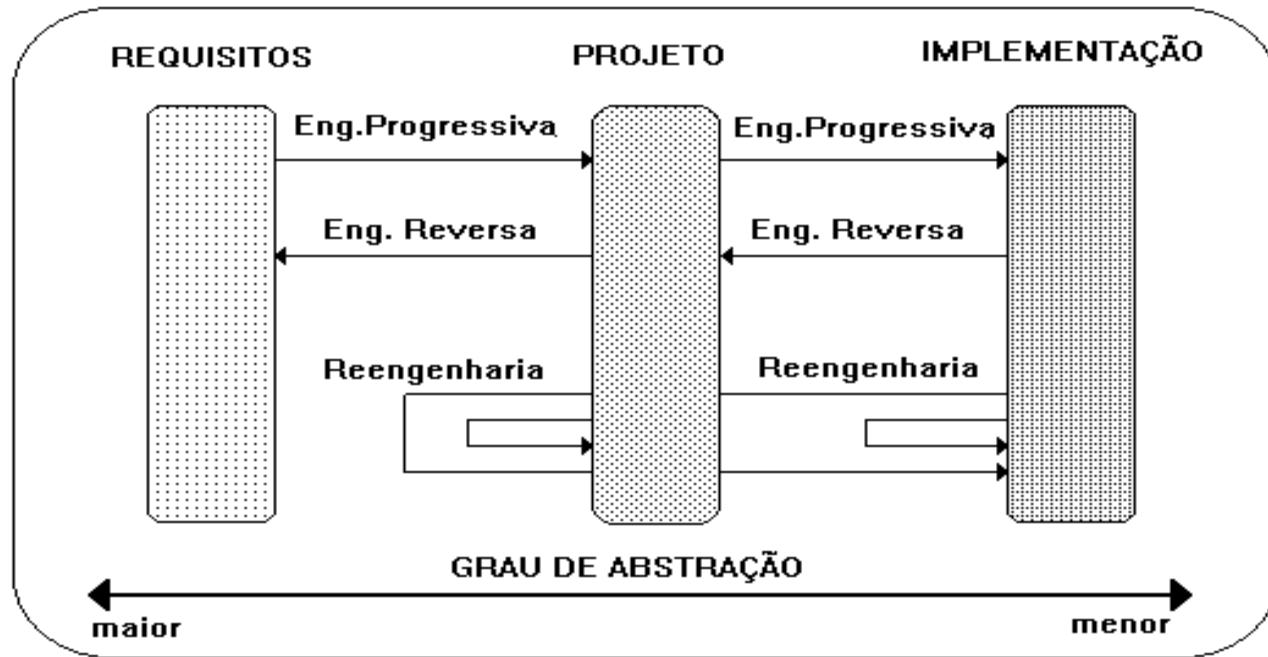 REQUISITOS PROJETO IMPLEMENTAÇÃO
Eng.Progressiva Eng.Progressiva
Eng. Reversa Eng. Reversa
Reengenharia Reengenharia
GRAU DE ABSTRAÇÃO
maior menor